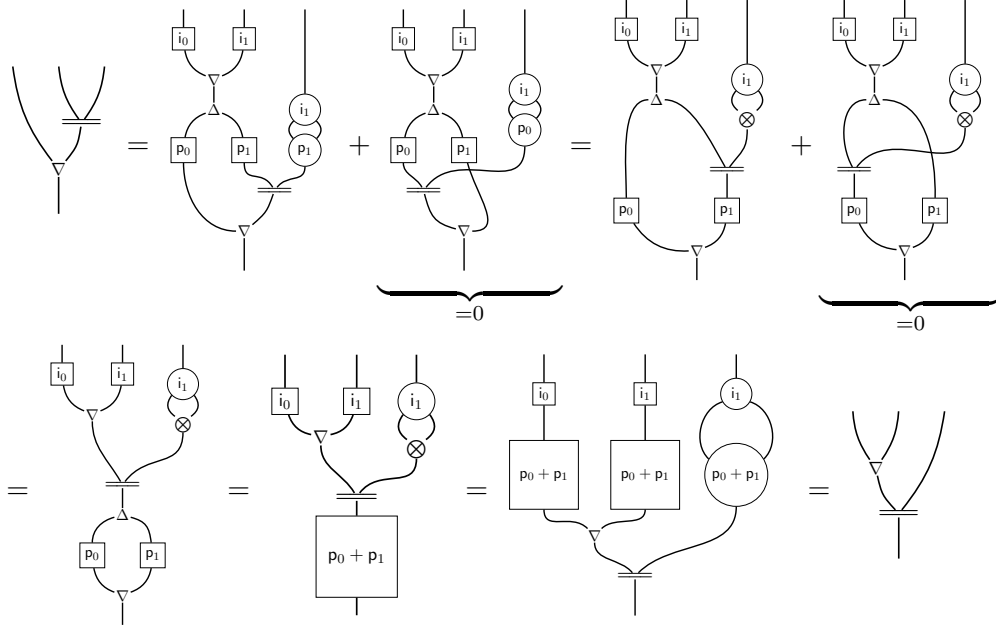 i₀ i₁ i₀ i₁ i₀ i₁ i₀ i₁
i₁ i₁ i₁ i₁
∇ ∇ ∇ ∇
Δ Δ Δ Δ ⊗ ⊗
= p₀ p₁ p₁ + p₀ p₁ p₀ = +
∇ p₀ p₁ p₀ p₁
∇ ∇ ∇ ∇
=0 =0
i₀ i₁ i₁ i₀ i₁ i₁ i₀ i₁ i₁
∇ ⊗ ∇ ⊗ p₀ + p₁ p₀ + p₁ p₀ + p₁ ∇
= = = =
Δ ∇
p₀ p₁ p₀ + p₁
∇